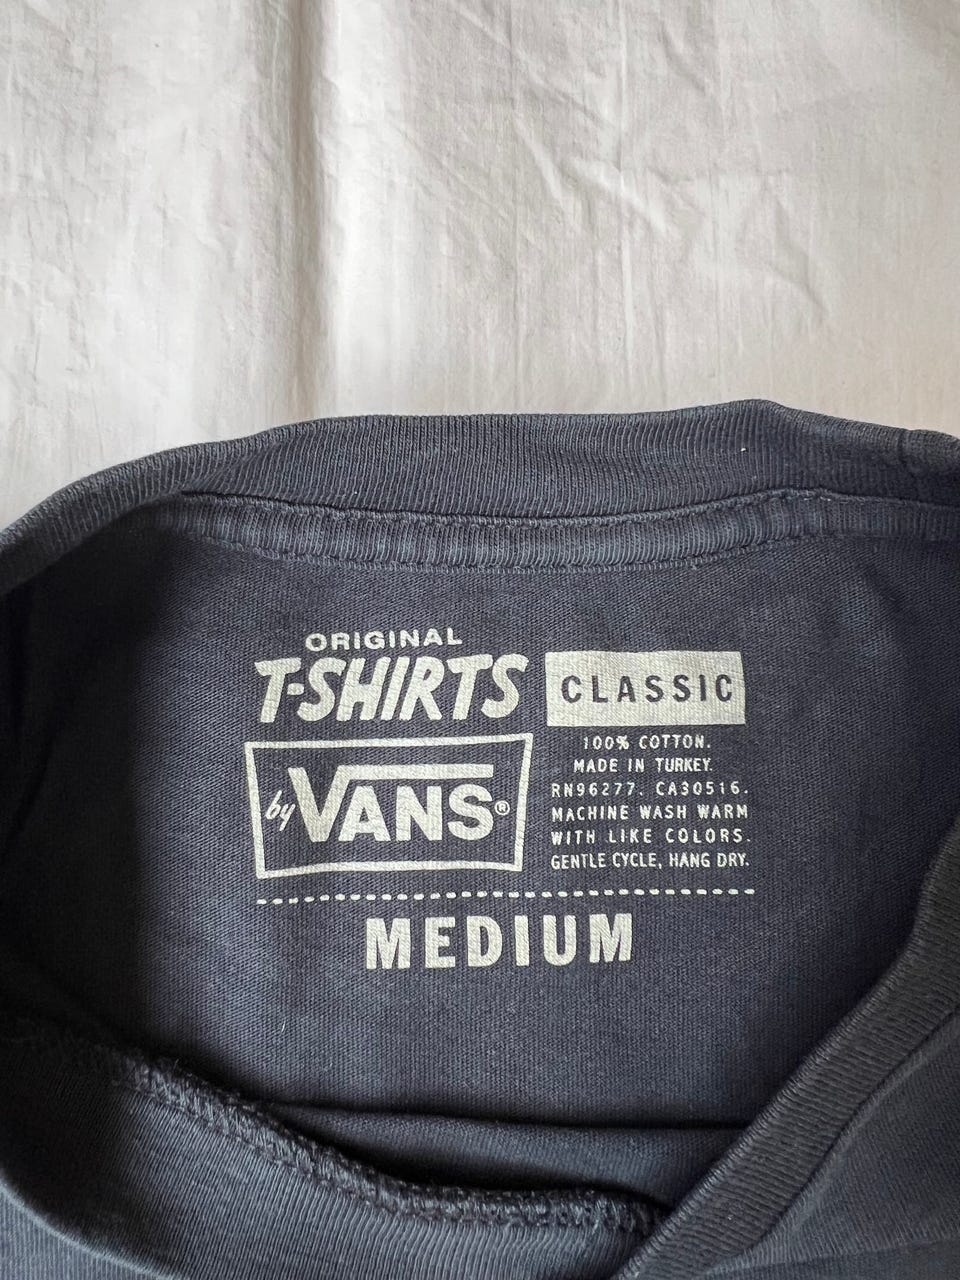 ORIGINAL
T-SHIRTS
by VANS®
CLASSIC
100% COTTON.
MADE IN TURKEY.
RN96277. CA30516.
MACHINE WASH WARM
WITH LIKE COLORS.
GENTLE CYCLE, HANG DRY.
MEDIUM